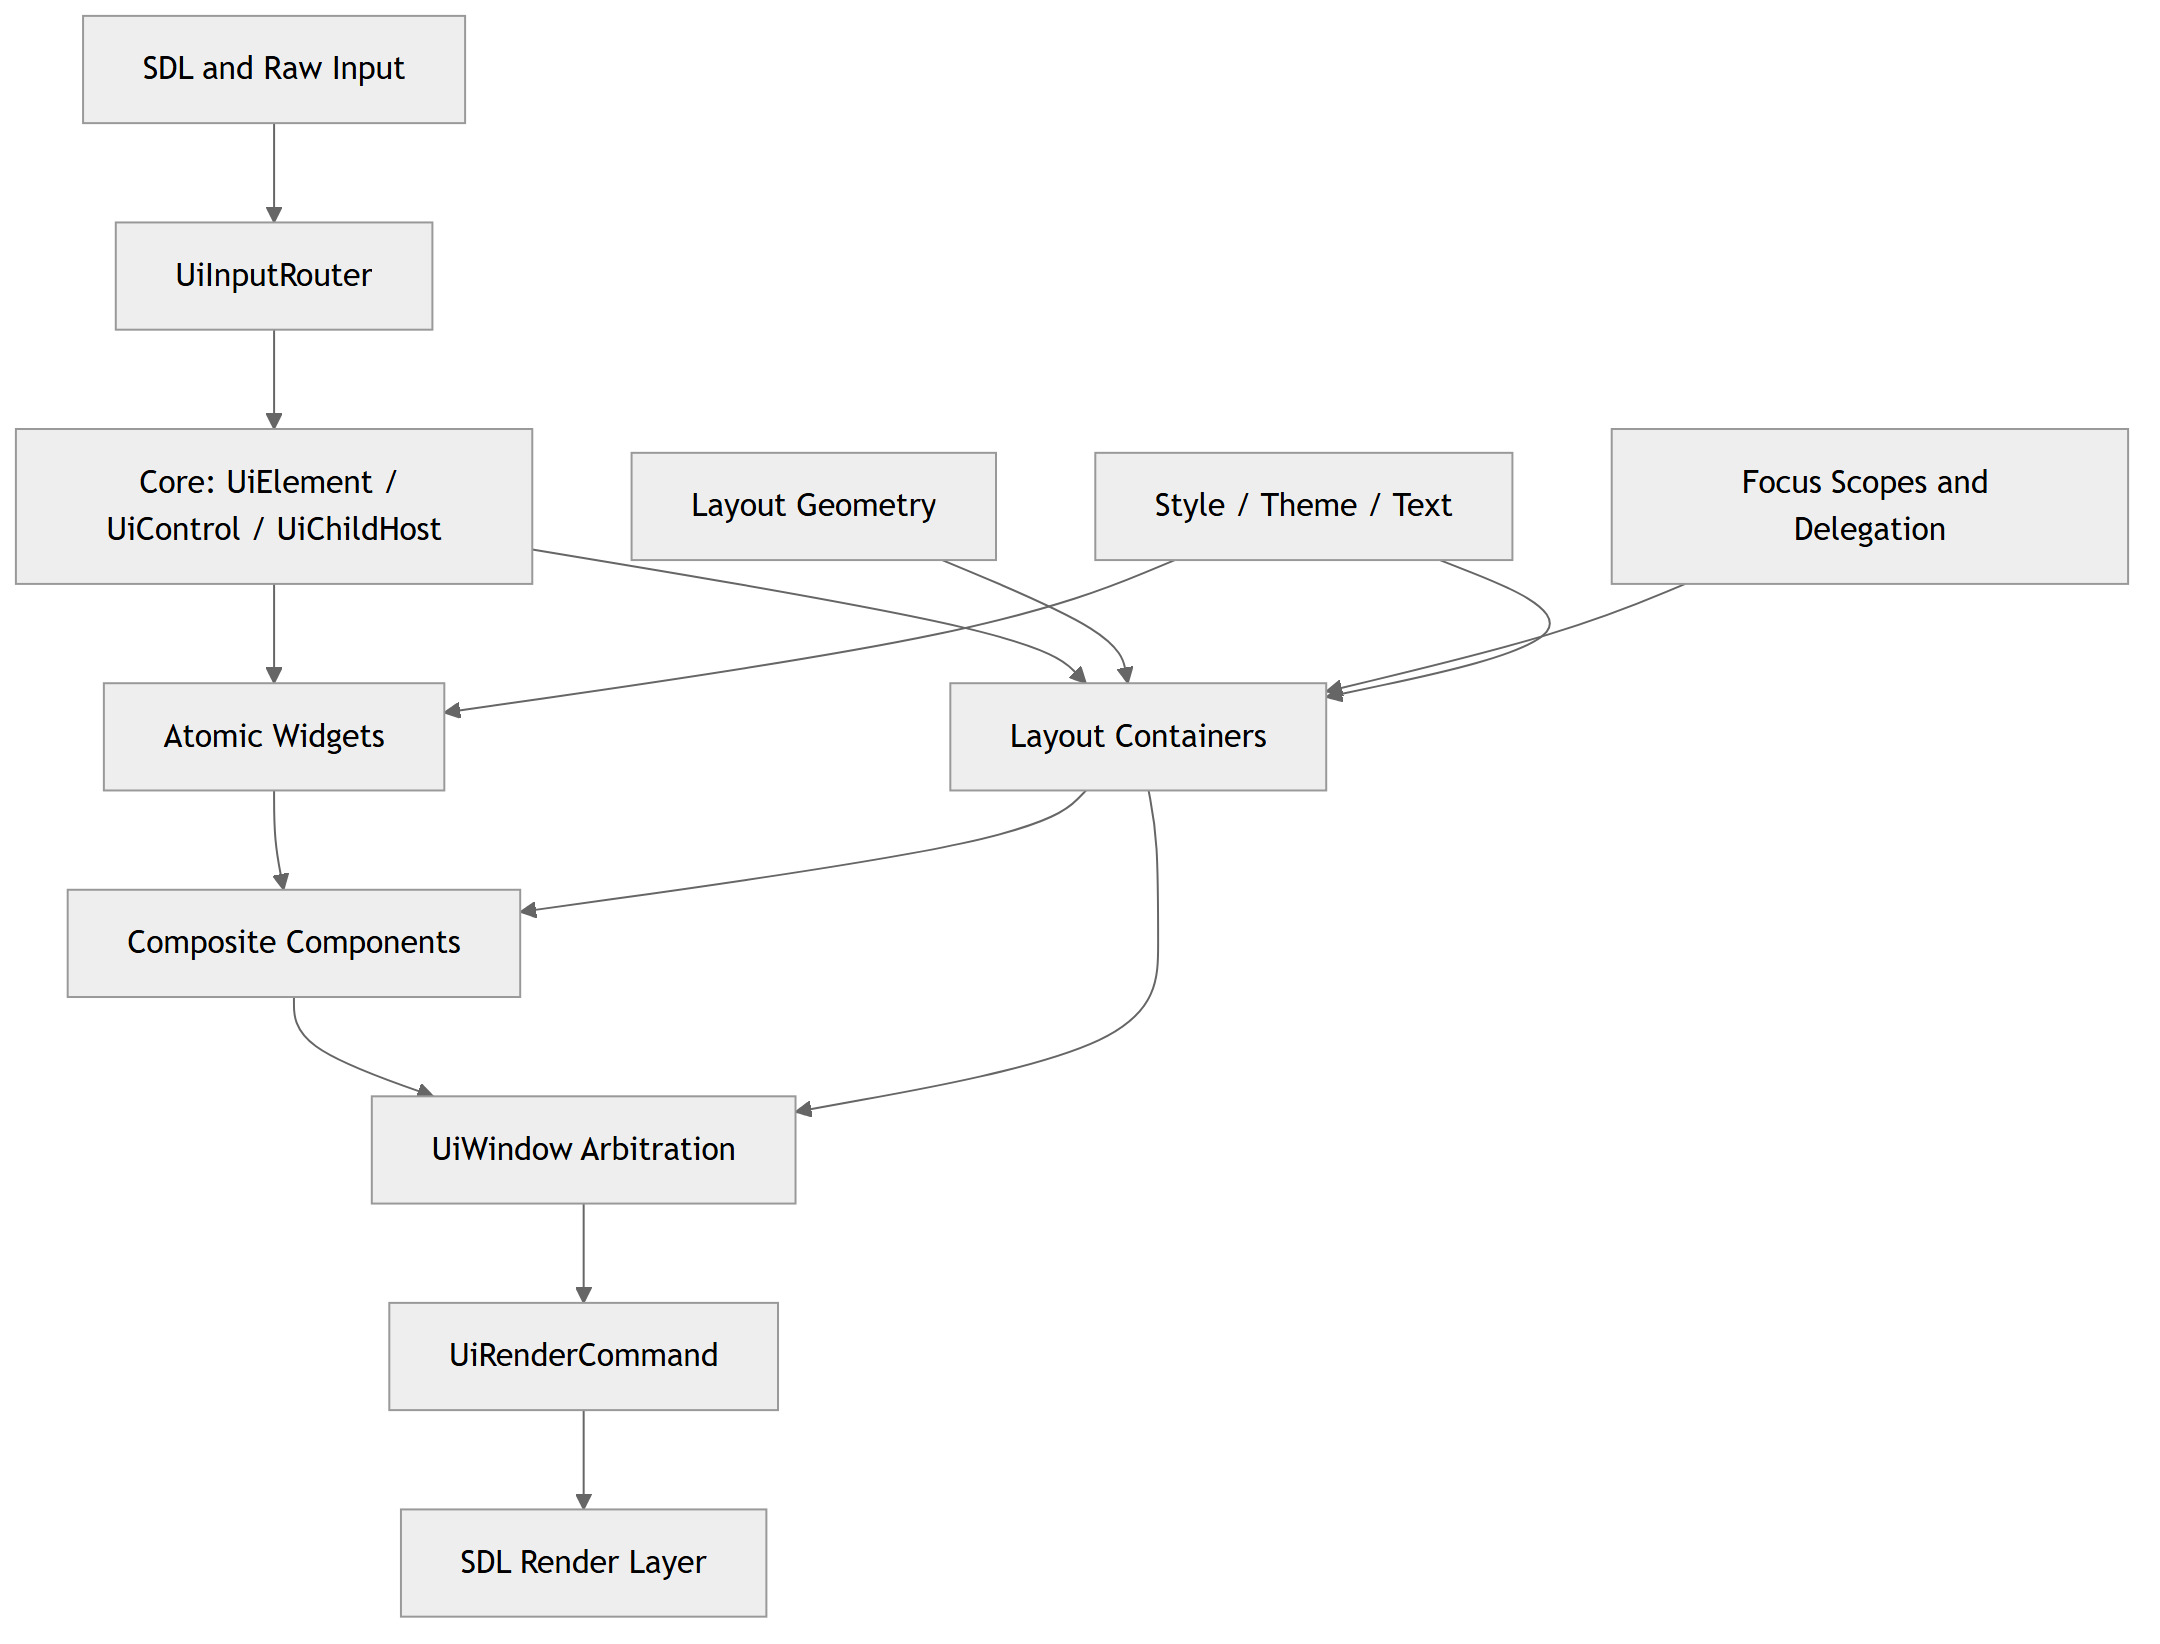 SDL and Raw Input
UiInputRouter
Core: UiElement /
UiControl / UiChildHost
Layout Geometry
Style / Theme / Text
Focus Scopes and
Delegation
Atomic Widgets
Layout Containers
Composite Components
UiWindow Arbitration
UiRenderCommand
SDL Render Layer